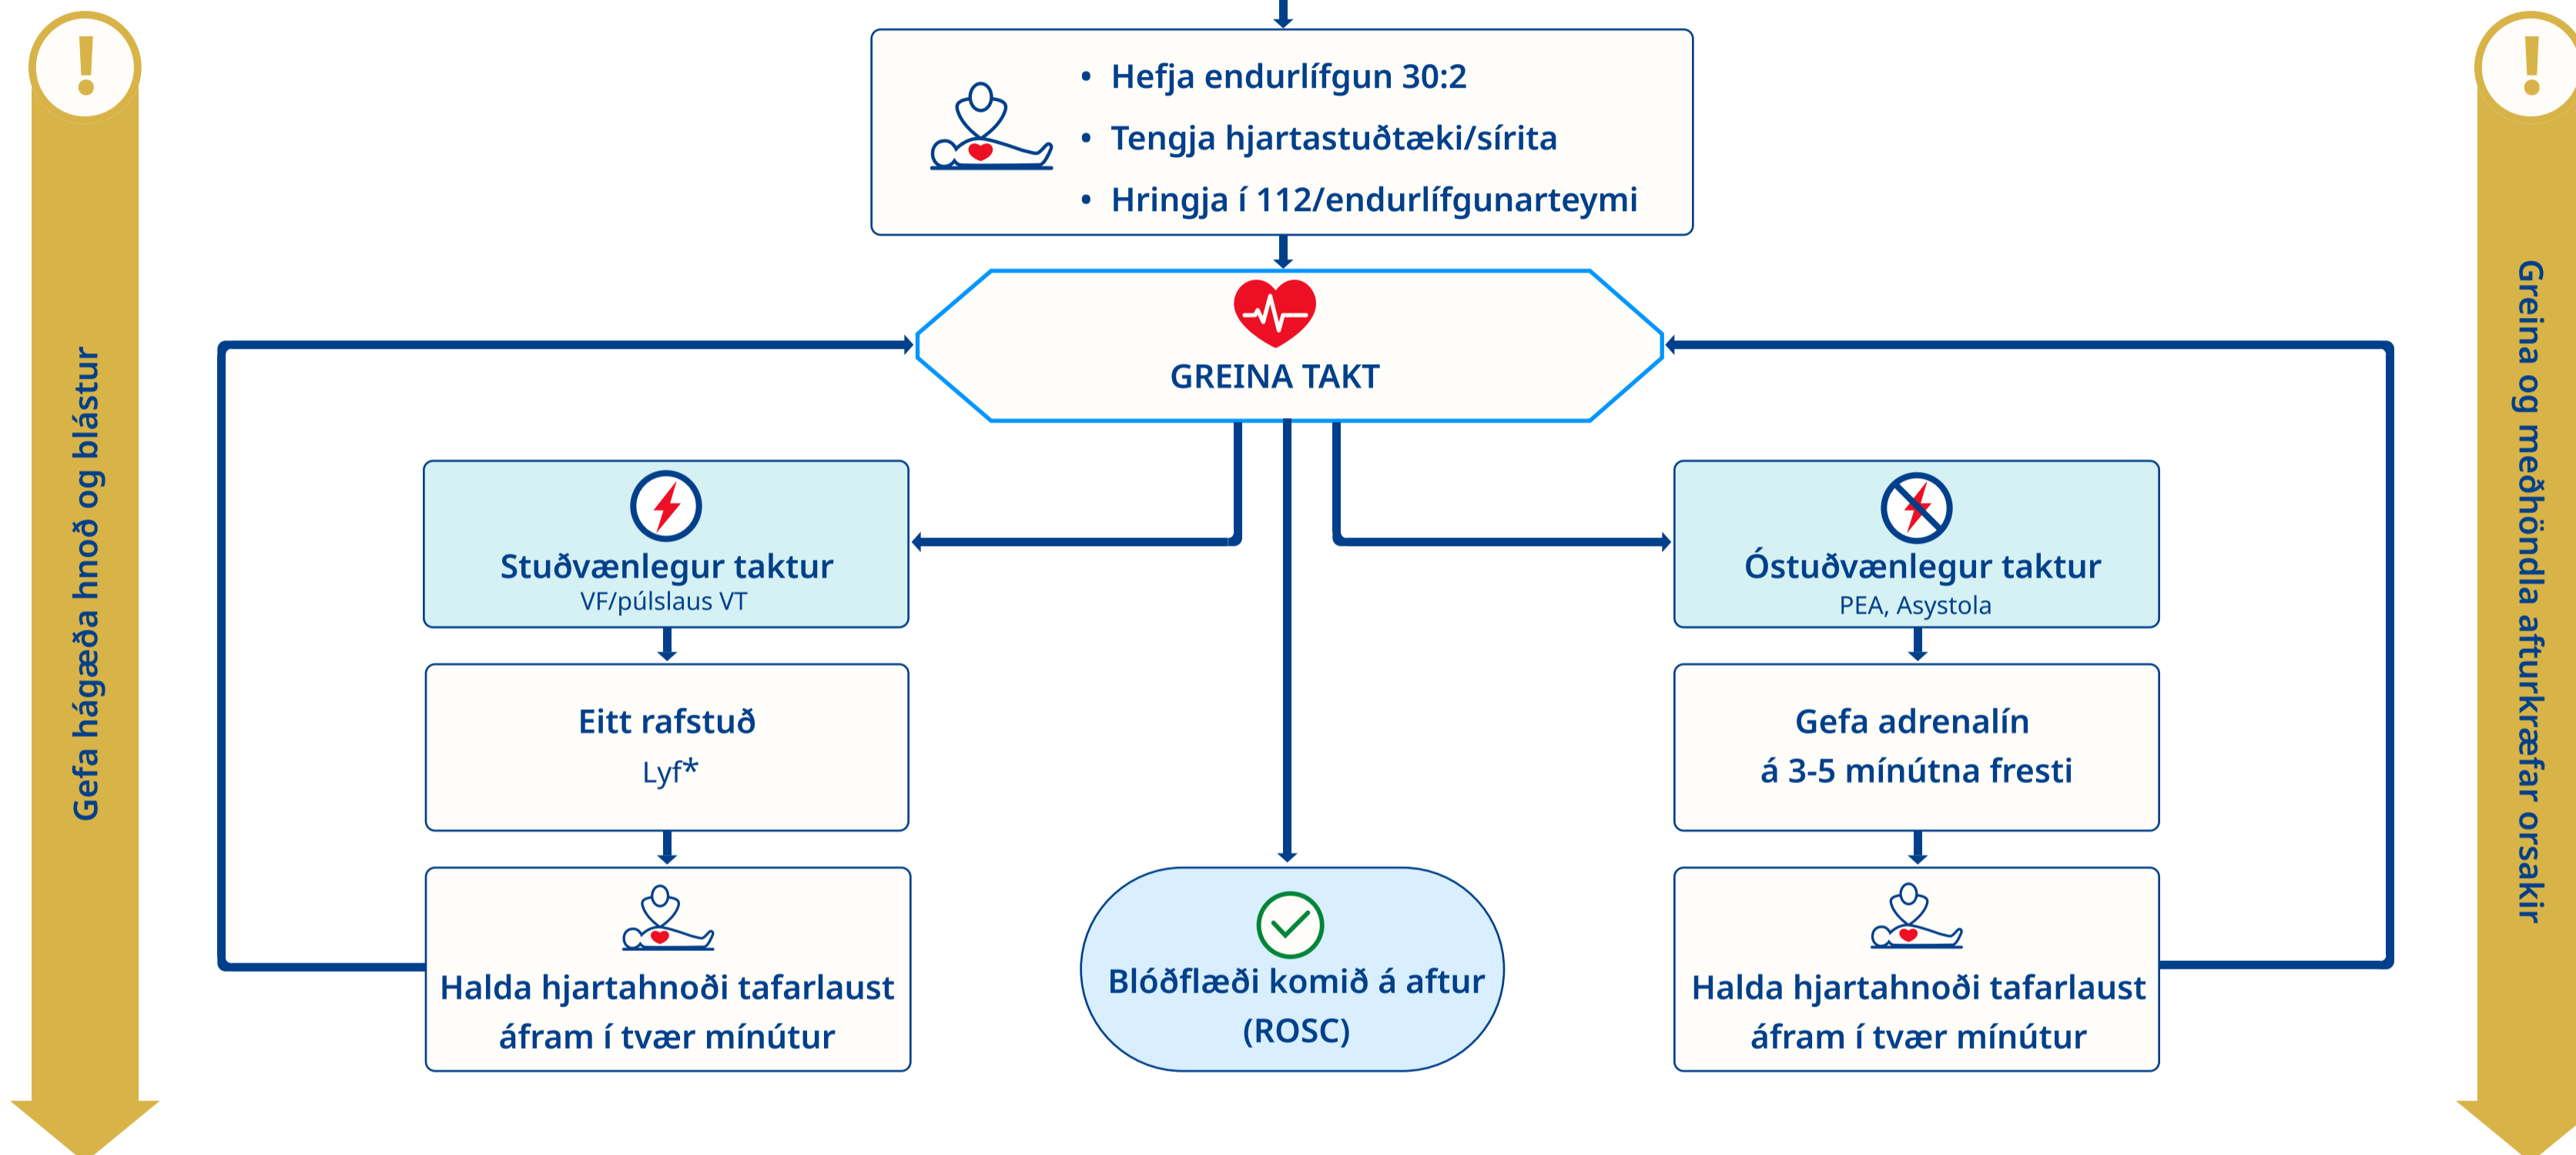 • Hefja endurlífgun 30:2
• Tengja hjartastuðtæki/sírita
• Hringja í 112/endurlífgunarteymi
GREINA TAKT
Stuðvænlegur taktur
VF/púlslaus VT
Eitt rafstuð
Lyf*
Halda hjartahnoði tafarlaust
áfram í tvær mínútur
Blóðflæði komið á aftur
(ROSC)
Óstuðvænlegur taktur
PEA, Asystola
Gefa adrenalín
á 3-5 mínútna fresti
Halda hjartahnoði tafarlaust
áfram í tvær mínútur
Gefa hágæða hnoð og blástur
Greina og meðhöndla afturkræfar orsakir